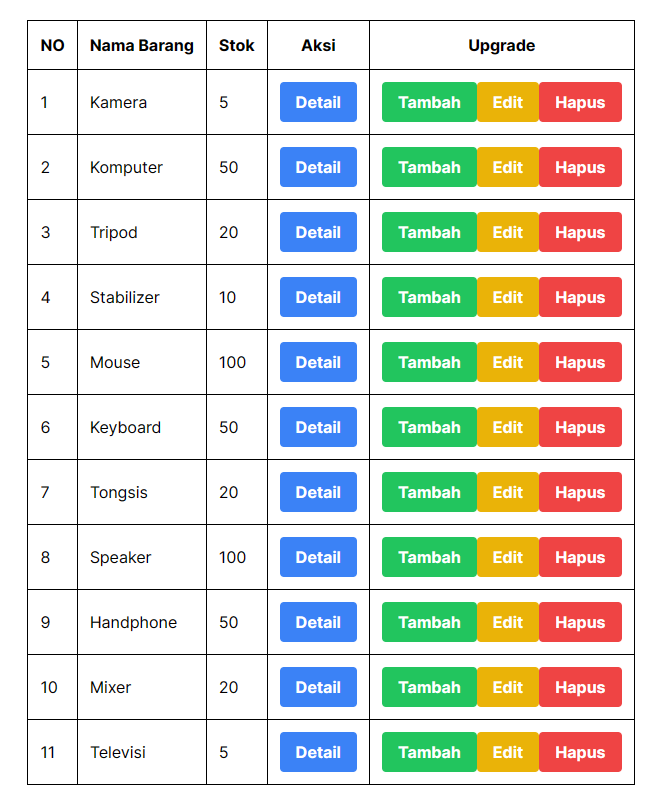 NO Nama Barang Stok Aksi Upgrade
1 Kamera 5 Detail Tambah Edit Hapus
2 Komputer 50 Detail Tambah Edit Hapus
3 Tripod 20 Detail Tambah Edit Hapus
4 Stabilizer 10 Detail Tambah Edit Hapus
5 Mouse 100 Detail Tambah Edit Hapus
6 Keyboard 50 Detail Tambah Edit Hapus
7 Tongsis 20 Detail Tambah Edit Hapus
8 Speaker 100 Detail Tambah Edit Hapus
9 Handphone 50 Detail Tambah Edit Hapus
10 Mixer 20 Detail Tambah Edit Hapus
11 Televisi 5 Detail Tambah Edit Hapus